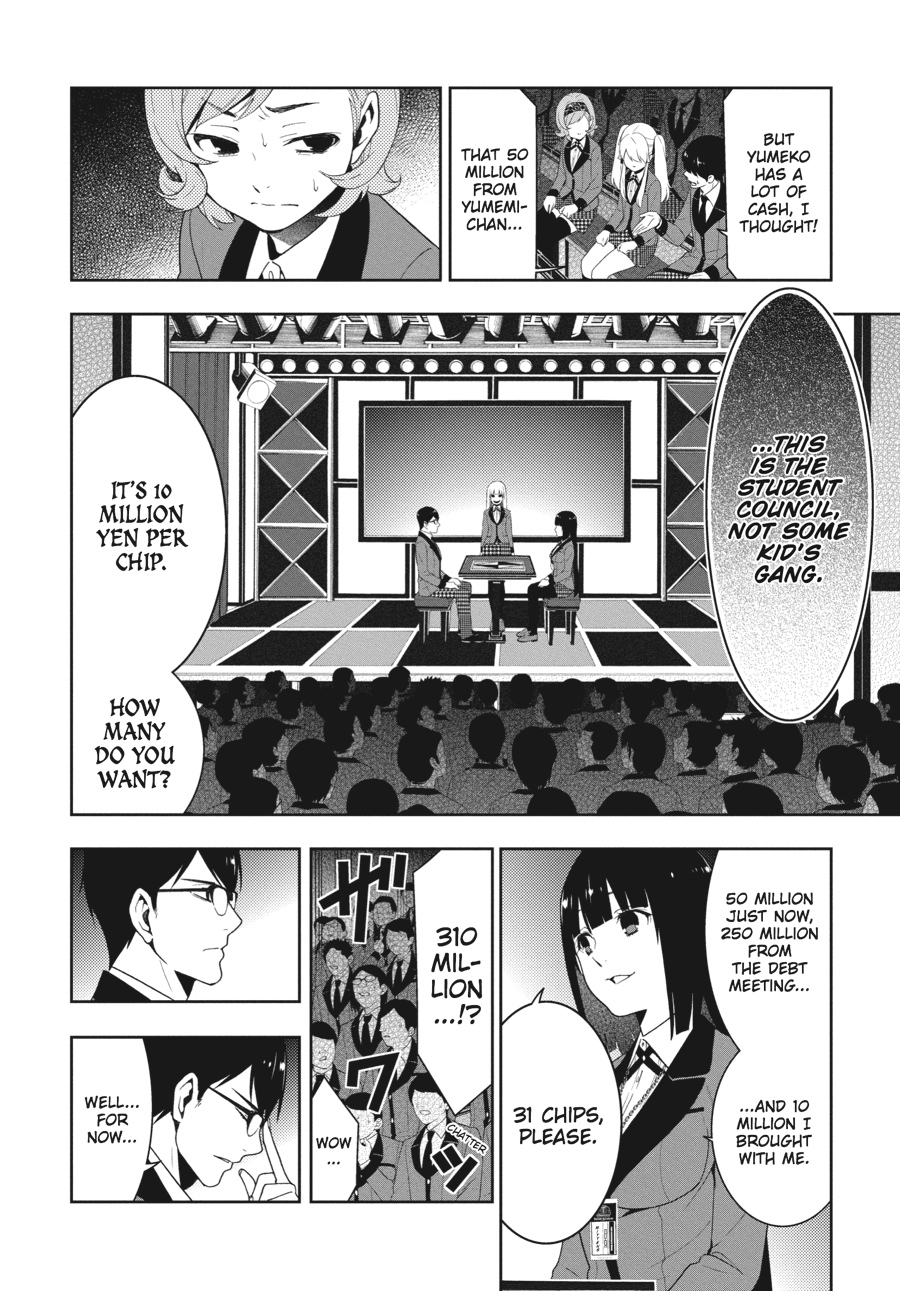 BUT
YUMEKO
HAS A
LOT OF
CASH, I
THOUGHT!
THAT 50
MILLION
FROM
YUMEMI-
CHAN...
...THIS
IS THE
STUDENT
COUNCIL,
NOT SOME
KID'S
GANG.
IT'S 10
MILLION
YEN PER
CHIP.
HOW
MANY
DO YOU
WANT?
50 MILLION
JUST NOW,
250 MILLION
FROM
THE DEBT
MEETING...
...AND 10
MILLION I
BROUGHT
WITH ME.
31 CHIPS,
PLEASE.
310
MIL-
LION
...!?
ザワッ
CHATTER
WOW
...
WELL...
FOR
NOW...